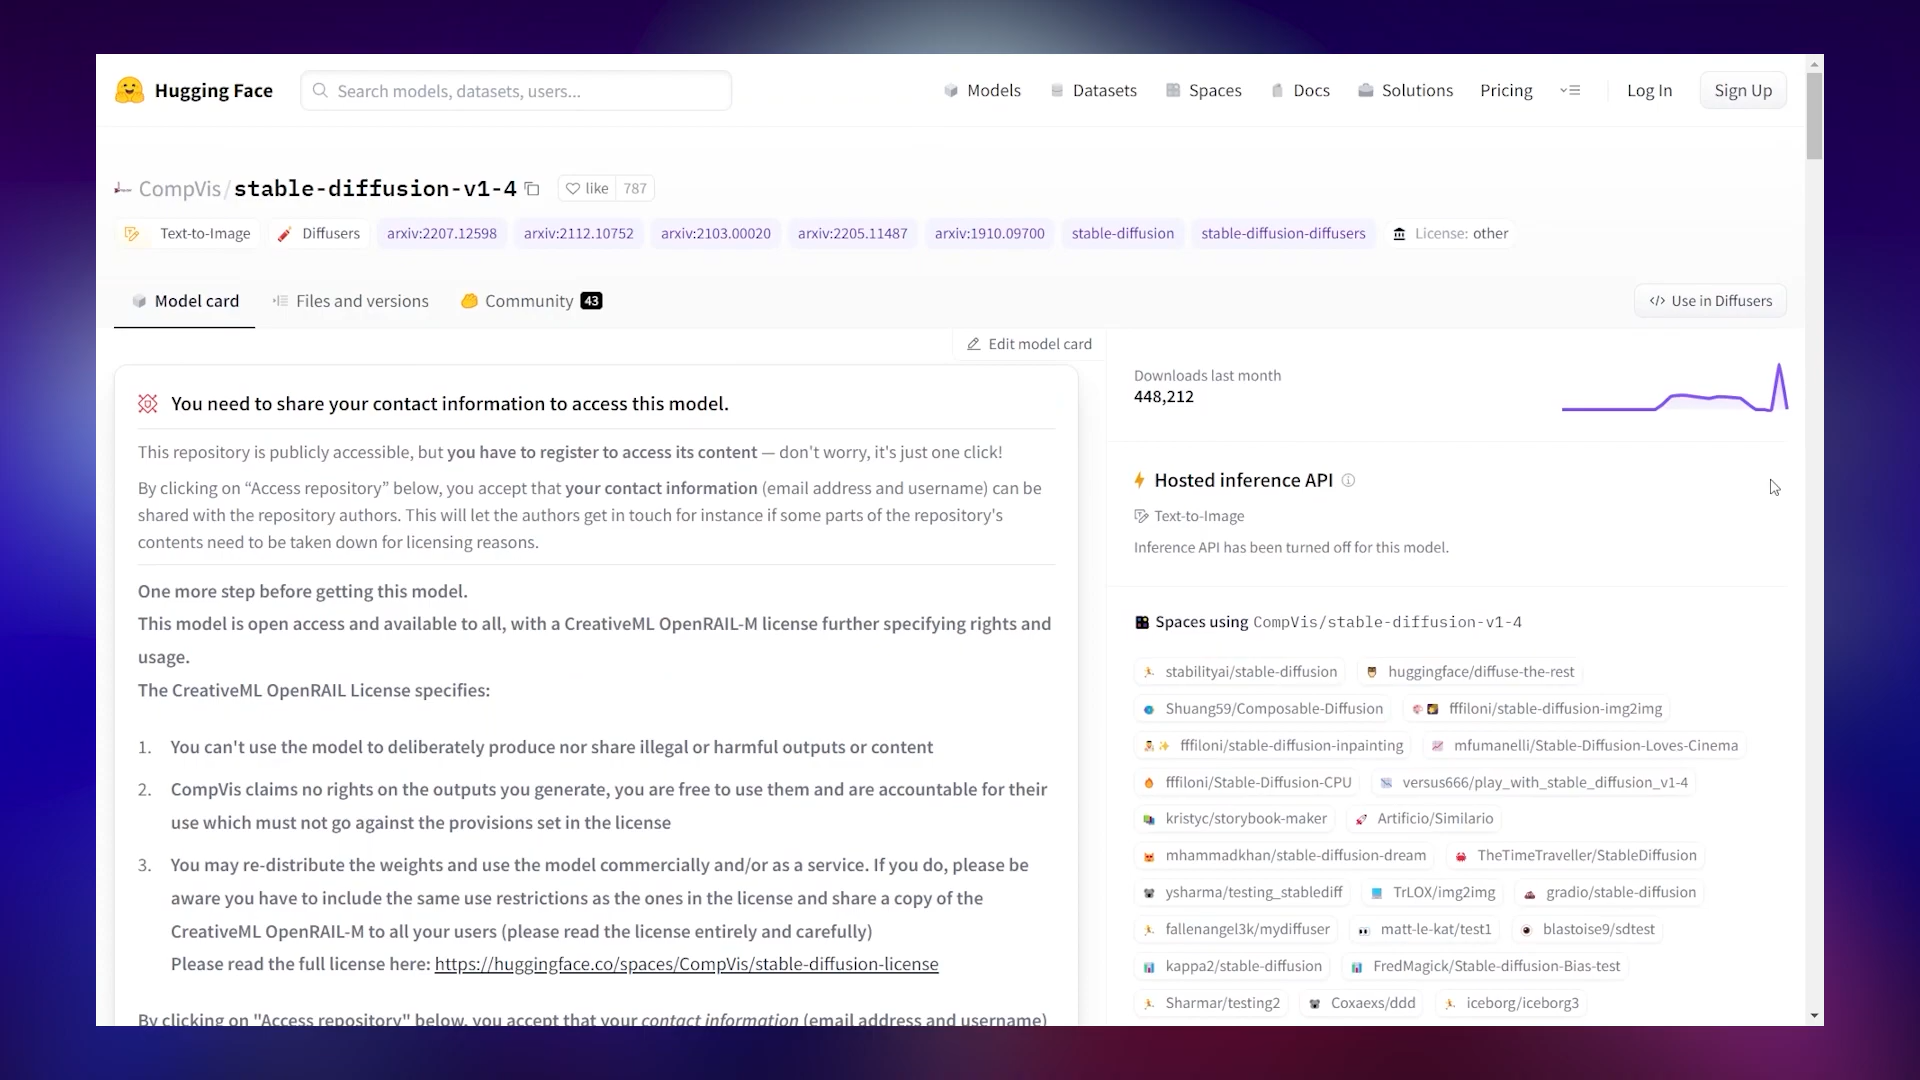 Hugging Face
Search models, datasets, users...
Models
Datasets
Spaces
Docs
Solutions
Pricing
Log In
Sign Up
CompVis/stable-diffusion-v1-4
like 787
Text-to-Image
Diffusers
arxiv:2207.12598
arxiv:2112.10752
arxiv:2103.00020
arxiv:2205.11487
arxiv:1910.09700
stable-diffusion
stable-diffusion-diffusers
License: other
Model card
Files and versions
Community 43
</> Use in Diffusers
Edit model card
You need to share your contact information to access this model.
This repository is publicly accessible, but you have to register to access its content — don't worry, it's just one click!
By clicking on “Access repository” below, you accept that your contact information (email address and username) can be
shared with the repository authors. This will let the authors get in touch for instance if some parts of the repository's
contents need to be taken down for licensing reasons.
One more step before getting this model.
This model is open access and available to all, with a CreativeML OpenRAIL-M license further specifying rights and
usage.
The CreativeML OpenRAIL License specifies:
1. You can't use the model to deliberately produce nor share illegal or harmful outputs or content
2. CompVis claims no rights on the outputs you generate, you are free to use them and are accountable for their
use which must not go against the provisions set in the license
3. You may re-distribute the weights and use the model commercially and/or as a service. If you do, please be
aware you have to include the same use restrictions as the ones in the license and share a copy of the
CreativeML OpenRAIL-M to all your users (please read the license entirely and carefully)
Please read the full license here: https://huggingface.co/spaces/CompVis/stable-diffusion-license
By clicking on "Access repository" below, you accept that your contact information (email address and username)
Downloads last month
448,212
Hosted inference API
Text-to-Image
Inference API has been turned off for this model.
Spaces using CompVis/stable-diffusion-v1-4
stabilityai/stable-diffusion
huggingface/diffuse-the-rest
Shuang59/Composable-Diffusion
fffiloni/stable-diffusion-img2img
fffiloni/stable-diffusion-inpainting
mfumanelli/Stable-Diffusion-Loves-Cinema
fffiloni/Stable-Diffusion-CPU
versus666/play_with_stable_diffusion_v1-4
kristyc/storybook-maker
Artificio/Similario
mhammadkhan/stable-diffusion-dream
TheTimeTraveller/StableDiffusion
ysharma/testing_stablediff
TrLOX/img2img
gradio/stable-diffusion
fallenangel3k/mydiffuser
matt-le-kat/test1
blastoise9/sdtest
kappa2/stable-diffusion
FredMagick/Stable-diffusion-Bias-test
Sharmar/testing2
Coxaexs/ddd
iceborg/iceborg3